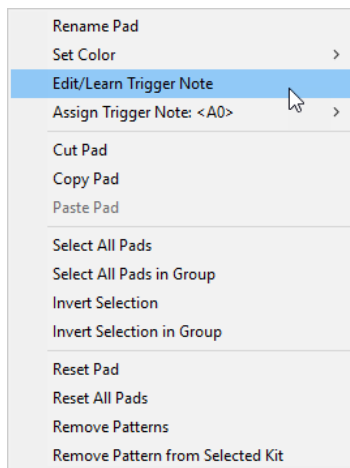 Rename Pad
Set Color
Edit/Learn Trigger Note
Assign Trigger Note: <A0>
Cut Pad
Copy Pad
Paste Pad
Select All Pads
Select All Pads in Group
Invert Selection
Invert Selection in Group
Reset Pad
Reset All Pads
Remove Patterns
Remove Pattern from Selected Kit